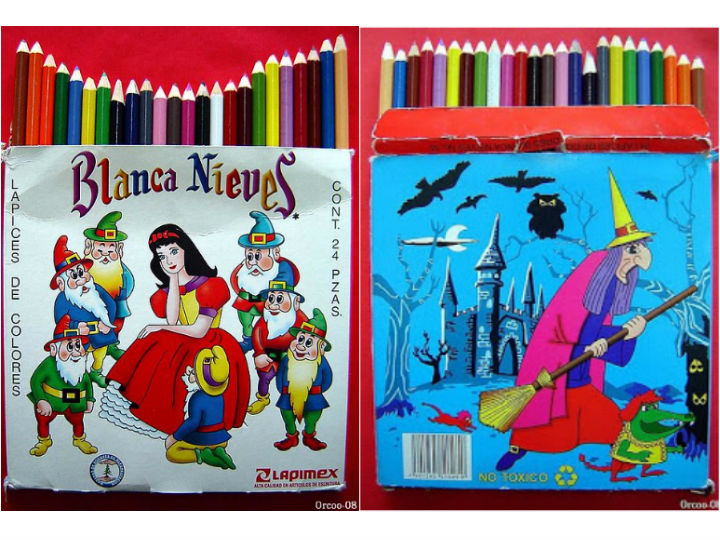 Blanca Nieves
LAPICES DE COLORES
CONT. 24 PZAS.
LAPIMEX
ALTA CALIDAD EN ARTICULOS DE ESCRITURA
Orcoo-08
NO TOXICO
Orcoo-08